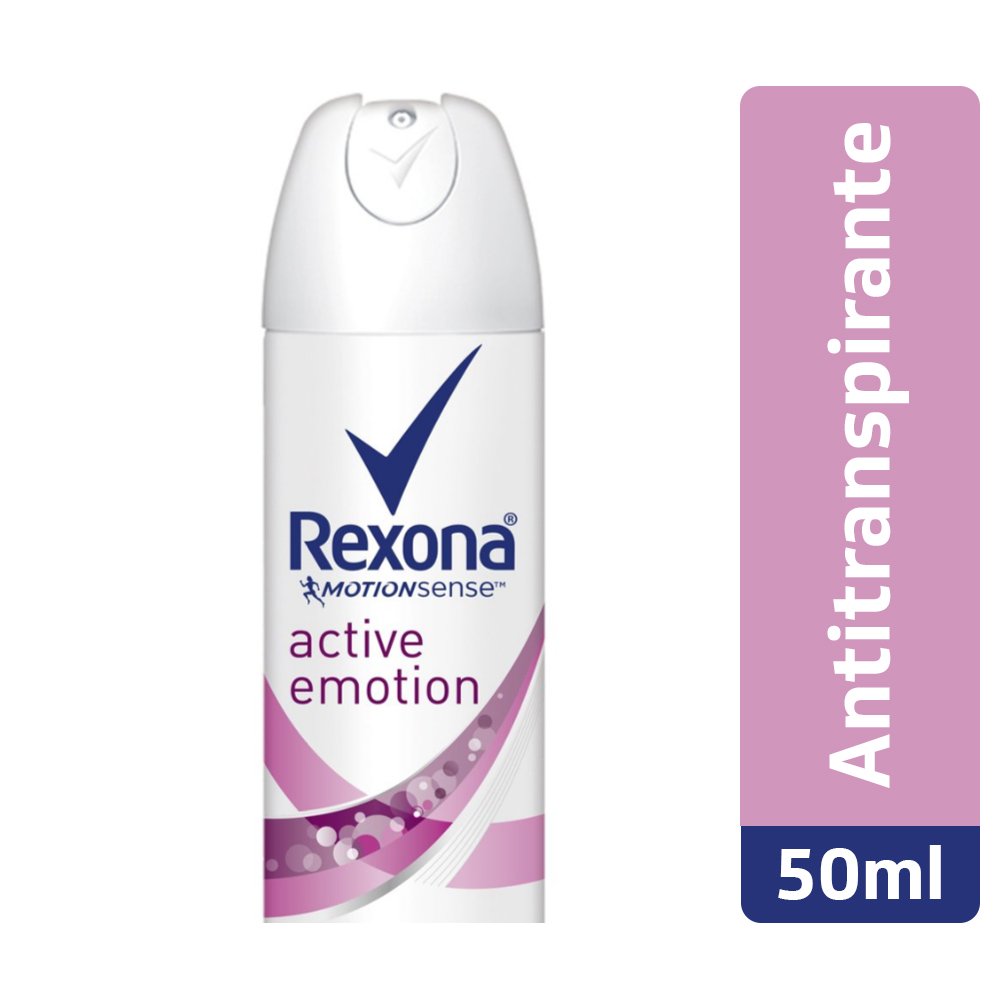 Rexona®
MOTIONsense™
active
emotion
Antitranspirante
50ml